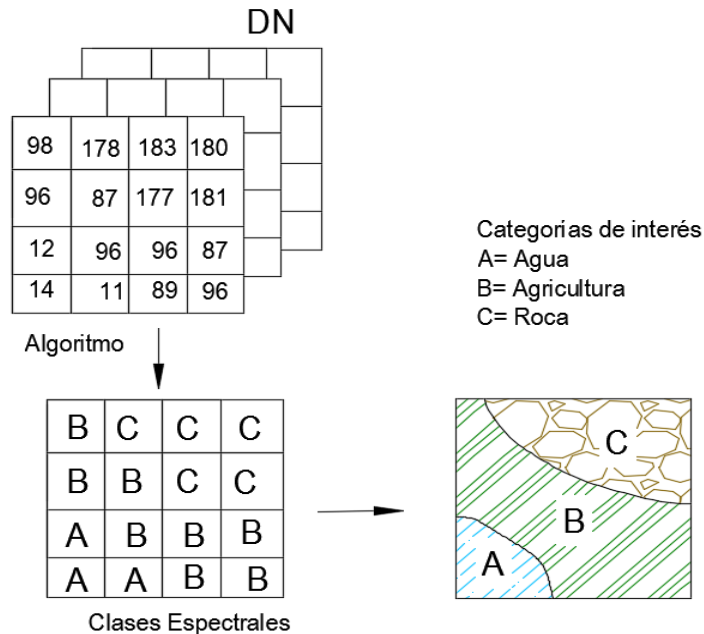 DN
98 178 183 180
96 87 177 181
12 96 96 87
14 11 89 96
Algoritmo
Categorías de interés
A= Agua
B= Agricultura
C= Roca
B C C C
B B C C
A B B B
A A B B
Clases Espectrales
C
B
A